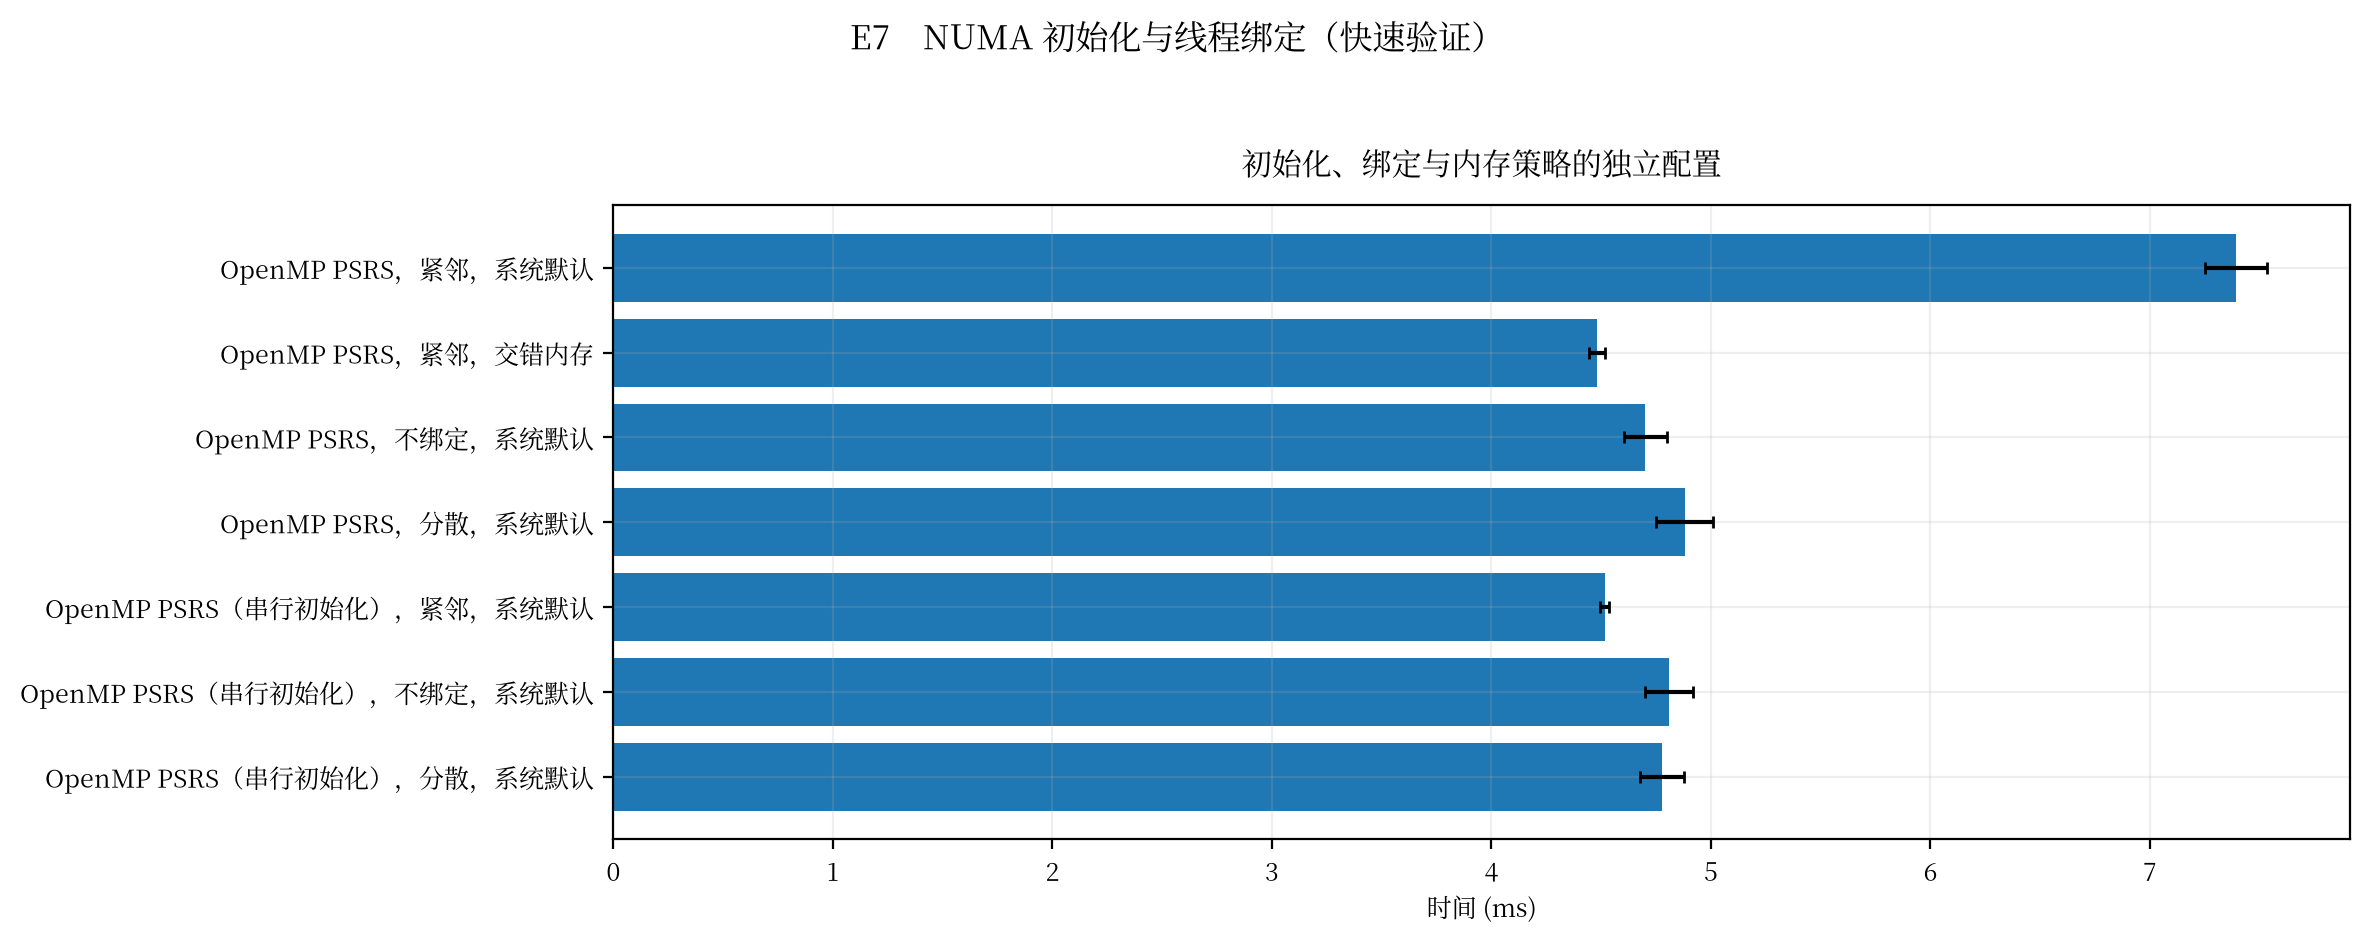 E7 NUMA 初始化与线程绑定（快速验证）
初始化、绑定与内存策略的独立配置
OpenMP PSRS，紧邻，系统默认
OpenMP PSRS，紧邻，交错内存
OpenMP PSRS，不绑定，系统默认
OpenMP PSRS，分散，系统默认
OpenMP PSRS（串行初始化），紧邻，系统默认
OpenMP PSRS（串行初始化），不绑定，系统默认
OpenMP PSRS（串行初始化），分散，系统默认
0 1 2 3 4 5 6 7
时间 (ms)